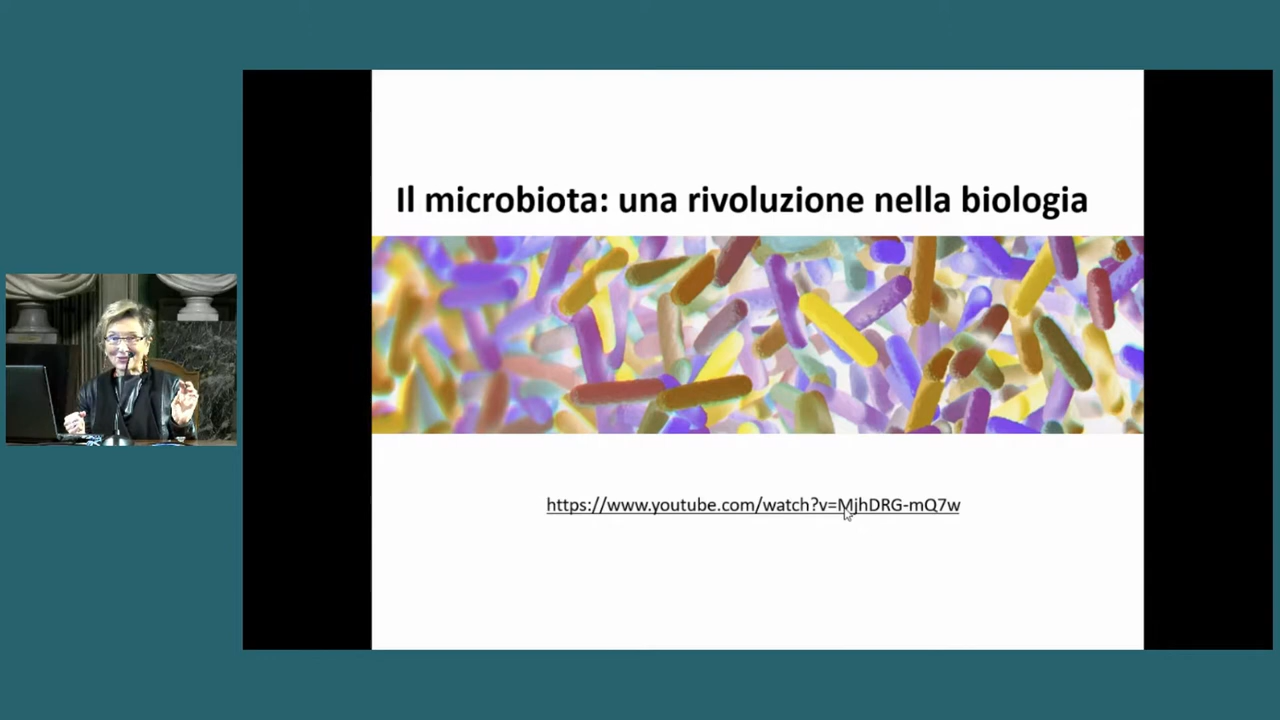 Il microbiota: una rivoluzione nella biologia
https://www.youtube.com/watch?v=MjhDRG-mQ7w